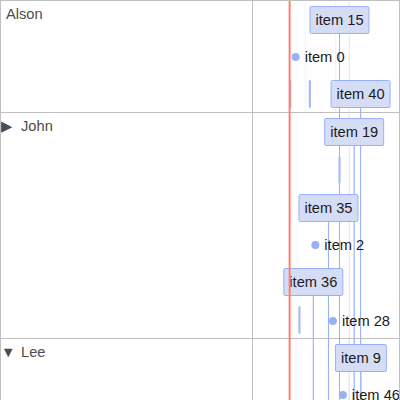 Alson
item 15
item 0
item 40
▶ John
item 19
item 35
item 2
item 36
item 28
▼ Lee
item 9
item 46